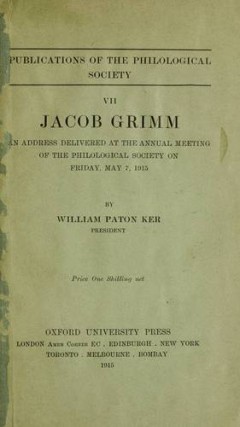 PUBLICATIONS OF THE PHILOLOGICAL
SOCIETY
VII
JACOB GRIMM
AN ADDRESS DELIVERED AT THE ANNUAL MEETING
OF THE PHILOLOGICAL SOCIETY ON
FRIDAY, MAY 7, 1915
BY
WILLIAM PATON KER
PRESIDENT
Price One Shilling net
OXFORD UNIVERSITY PRESS
LONDON AMEN CORNER EC . EDINBURGH . NEW YORK
TORONTO . MELBOURNE . BOMBAY
1915